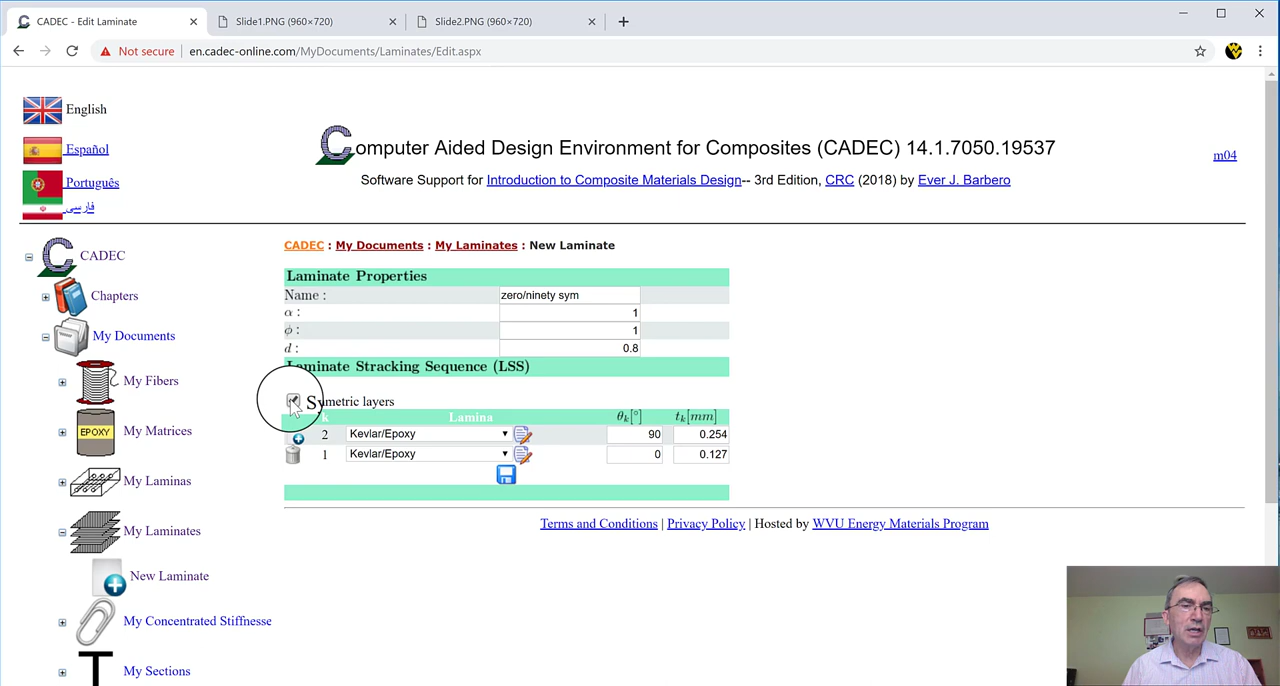 CADEC - Edit Laminate
Slide1.PNG (960×720)
Slide2.PNG (960×720)
Not secure
en.cadec-online.com/MyDocuments/Laminates/Edit.aspx
English
Español
Português
فارسی
Computer Aided Design Environment for Composites (CADEC) 14.1.7050.19537
Software Support for Introduction to Composite Materials Design-- 3rd Edition, CRC (2018) by Ever J. Barbero
m04
CADEC
Chapters
My Documents
My Fibers
EPOXY
My Matrices
My Laminas
My Laminates
New Laminate
My Concentrated Stiffnesse
My Sections
CADEC : My Documents : My Laminates : New Laminate
Laminate Properties
Name : zero/ninety sym
α : 1
ϕ : 1
d : 0.8
Laminate Stracking Sequence (LSS)
Symetric layers
k Lamina θk[°] tk[mm]
2 Kevlar/Epoxy 90 0.254
1 Kevlar/Epoxy 0 0.127
Terms and Conditions | Privacy Policy | Hosted by WVU Energy Materials Program